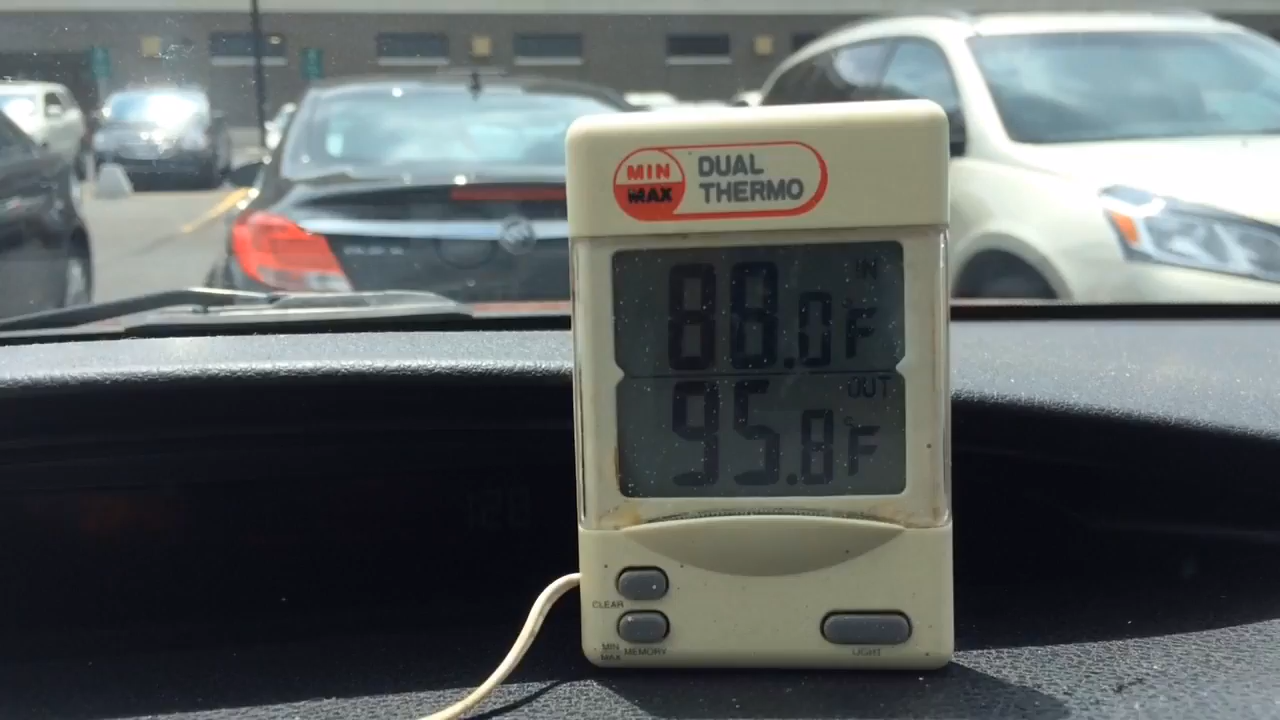 MIN
MAX
DUAL
THERMO
IN
88.0°F
OUT
95.8°F
CLEAR
MIN
MAX MEMORY
LIGHT